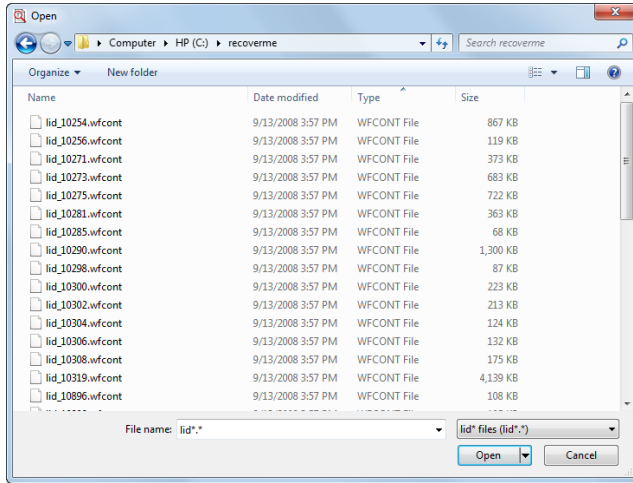 Open
Computer HP (C:) recoverme Search recoverme
Organize New folder
Name Date modified Type Size
lid_10254.wfcont 9/13/2008 3:57 PM WFCONT File 867 KB
lid_10256.wfcont 9/13/2008 3:57 PM WFCONT File 119 KB
lid_10271.wfcont 9/13/2008 3:57 PM WFCONT File 373 KB
lid_10273.wfcont 9/13/2008 3:57 PM WFCONT File 683 KB
lid_10275.wfcont 9/13/2008 3:57 PM WFCONT File 722 KB
lid_10281.wfcont 9/13/2008 3:57 PM WFCONT File 363 KB
lid_10285.wfcont 9/13/2008 3:57 PM WFCONT File 68 KB
lid_10290.wfcont 9/13/2008 3:57 PM WFCONT File 1,300 KB
lid_10298.wfcont 9/13/2008 3:57 PM WFCONT File 87 KB
lid_10300.wfcont 9/13/2008 3:57 PM WFCONT File 223 KB
lid_10302.wfcont 9/13/2008 3:57 PM WFCONT File 213 KB
lid_10304.wfcont 9/13/2008 3:57 PM WFCONT File 124 KB
lid_10306.wfcont 9/13/2008 3:57 PM WFCONT File 132 KB
lid_10308.wfcont 9/13/2008 3:57 PM WFCONT File 175 KB
lid_10319.wfcont 9/13/2008 3:57 PM WFCONT File 4,139 KB
lid_10896.wfcont 9/13/2008 3:57 PM WFCONT File 108 KB
File name: lid*.* lid* files (lid*.*)
Open Cancel